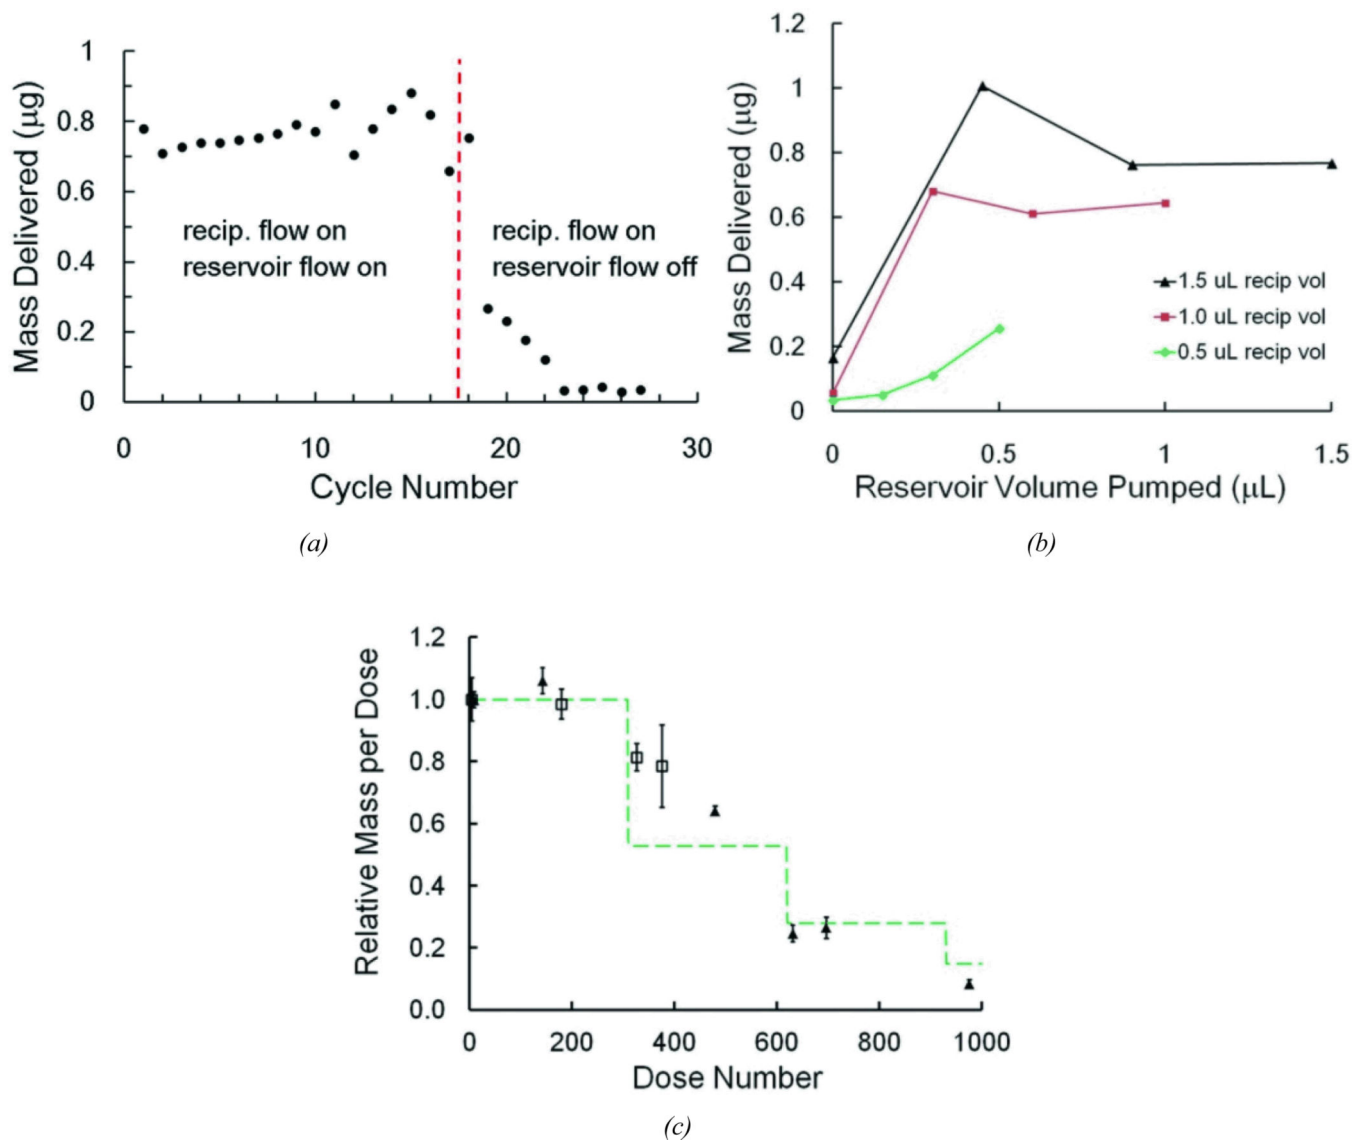 1
0.8
0.6
0.4
0.2
0
Mass Delivered (μg)
recip. flow on
reservoir flow on
recip. flow on
reservoir flow off
0 10 20 30
Cycle Number
(a)
1.2
1
0.8
0.6
0.4
0.2
0
Mass Delivered (μg)
1.5 uL recip vol
1.0 uL recip vol
0.5 uL recip vol
0 0.5 1 1.5
Reservoir Volume Pumped (μL)
(b)
1.2
1.0
0.8
0.6
0.4
0.2
0.0
Relative Mass per Dose
0 200 400 600 800 1000
Dose Number
(c)